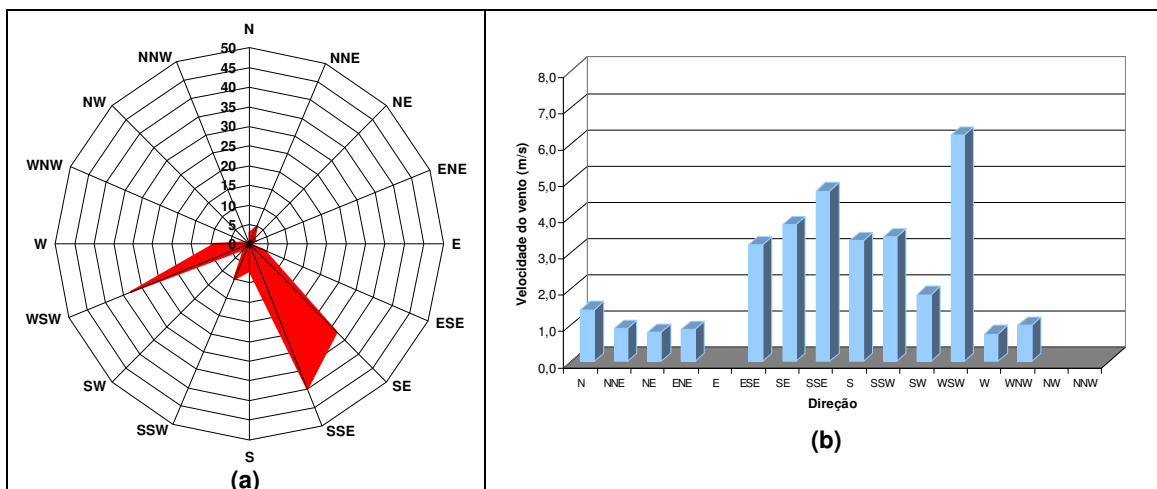 N
NNE
NE
ENE
E
ESE
SE
SSE
S
SSW
SW
WSW
W
WNW
NW
NNW
50
45
40
35
30
25
20
15
10
5
0
(a)
Velocidade do vento (m/s)
8,0
7,0
6,0
5,0
4,0
3,0
2,0
1,0
0,0
N NNE NE ENE E ESE SE SSE S SSW SW WSW W WNW NW NNW
Direção
(b)